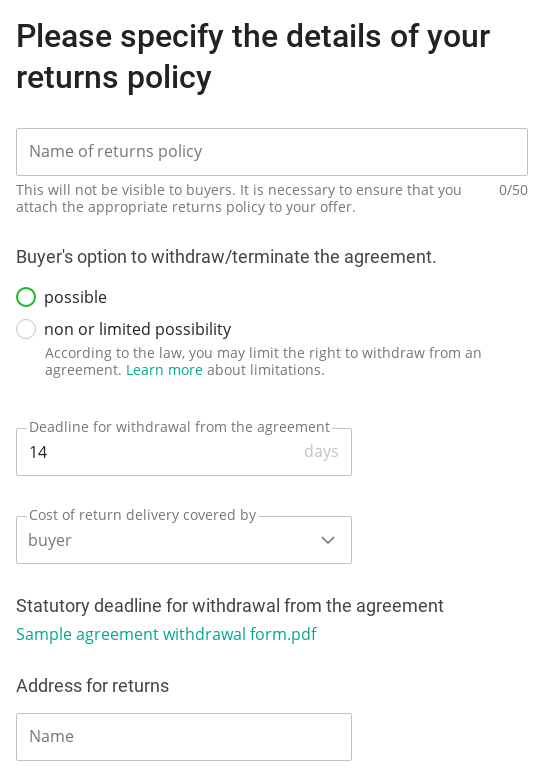 Please specify the details of your
returns policy
Name of returns policy
This will not be visible to buyers. It is necessary to ensure that you
attach the appropriate returns policy to your offer.
0/50
Buyer's option to withdraw/terminate the agreement.
possible
non or limited possibility
According to the law, you may limit the right to withdraw from an
agreement. Learn more about limitations.
Deadline for withdrawal from the agreement
14 days
Cost of return delivery covered by
buyer
Statutory deadline for withdrawal from the agreement
Sample agreement withdrawal form.pdf
Address for returns
Name